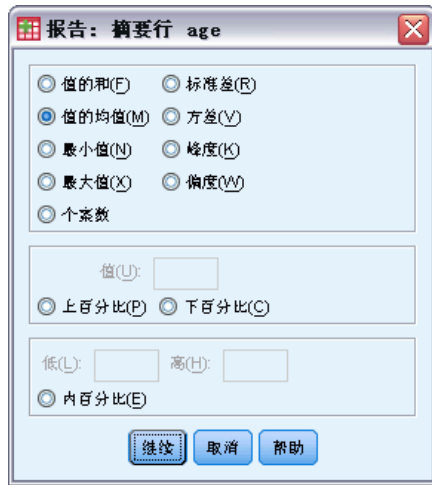 报告：摘要行 age
值的和(F) 标准差(R)
值的均值(M) 方差(V)
最小值(N) 峰度(K)
最大值(X) 偏度(W)
个案数
值(U):
上百分比(P) 下百分比(C)
低(L): 高(H):
内百分比(E)
继续 取消 帮助